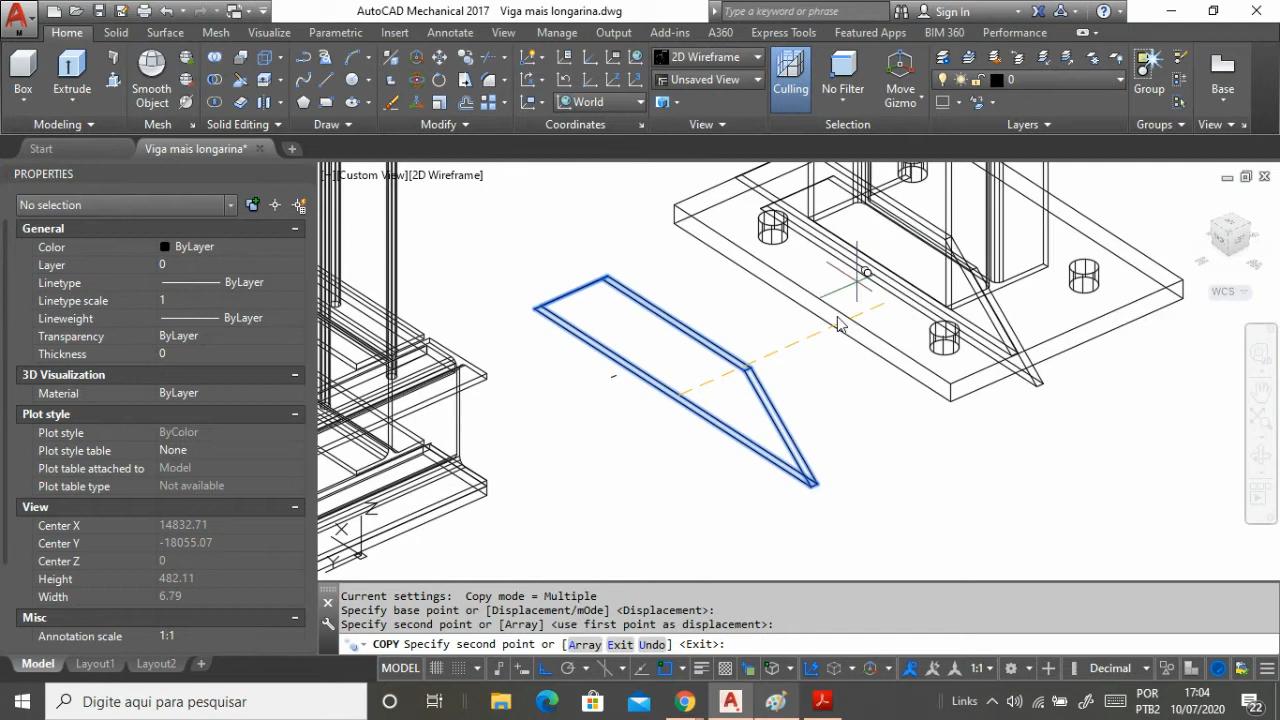 A AutoCAD Mechanical 2017 Viga mais longarina.dwg Type a keyword or phrase Sign In
M Home Solid Surface Mesh Visualize Parametric Insert Annotate View Manage Output Add-ins A360 Express Tools Featured Apps BIM 360 Performance
2D Wireframe 0
Unsaved View
Box Extrude Smooth Object World Culling No Filter Move Gizmo Group Base
Modeling Mesh Solid Editing Draw Modify Coordinates View Selection Layers Groups View
Start Viga mais longarina*
PROPERTIES
[Custom View][2D Wireframe]
No selection
General
Color ByLayer
Layer 0
Linetype ByLayer
Linetype scale 1
Lineweight ByLayer
Transparency ByLayer
Thickness 0
3D Visualization
Material ByLayer
Plot style
Plot style ByColor
Plot style table None
Plot table attached to Model
Plot table type Not available
View
Center X 14832.71
Center Y -18055.07
Center Z 0
Height 482.11
Width 6.79
Misc
Annotation scale 1:1
WCS
Z
X
Y
Current settings: Copy mode = Multiple
Specify base point or [Displacement/mOde] <Displacement>:
Specify second point or [Array] <use first point as displacement>:
COPY Specify second point or [Array Exit Undo] <Exit>:
Model Layout1 Layout2 MODEL 1:1 Decimal
Digite aqui para pesquisar
Links
POR
PTB2
17:04
10/07/2020
22